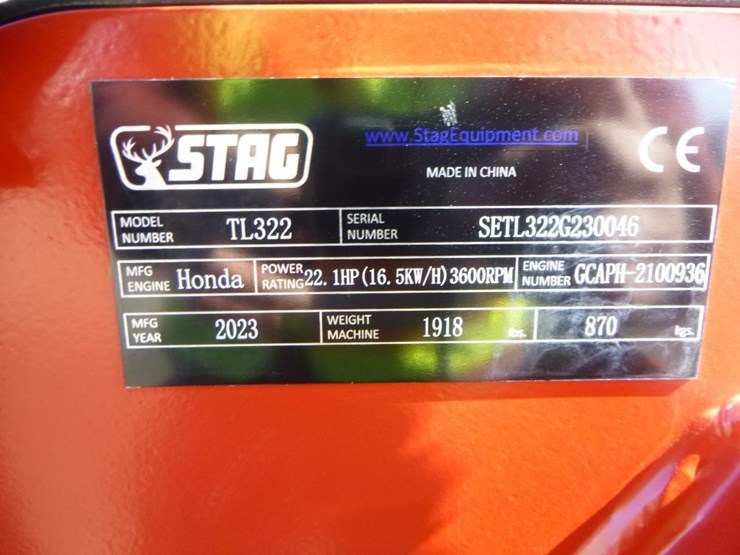 STAG
www.StagEquipment.com
CE
MADE IN CHINA
MODEL NUMBER TL322 SERIAL NUMBER SETL322G230046
MFG ENGINE Honda POWER RATING 22.1HP(16.5KW/H)3600RPM ENGINE NUMBER GCAPH-2100936
MFG YEAR 2023 WEIGHT MACHINE 1918 lbs. 870 kgs.